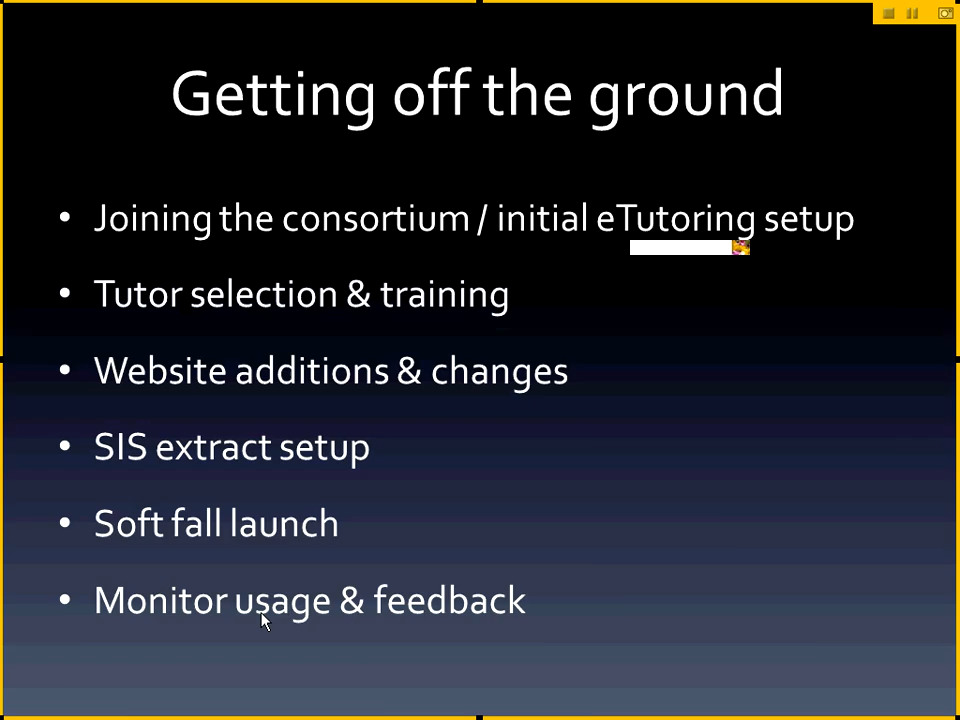 Getting off the ground
• Joining the consortium / initial eTutoring setup
• Tutor selection & training
• Website additions & changes
• SIS extract setup
• Soft fall launch
• Monitor usage & feedback